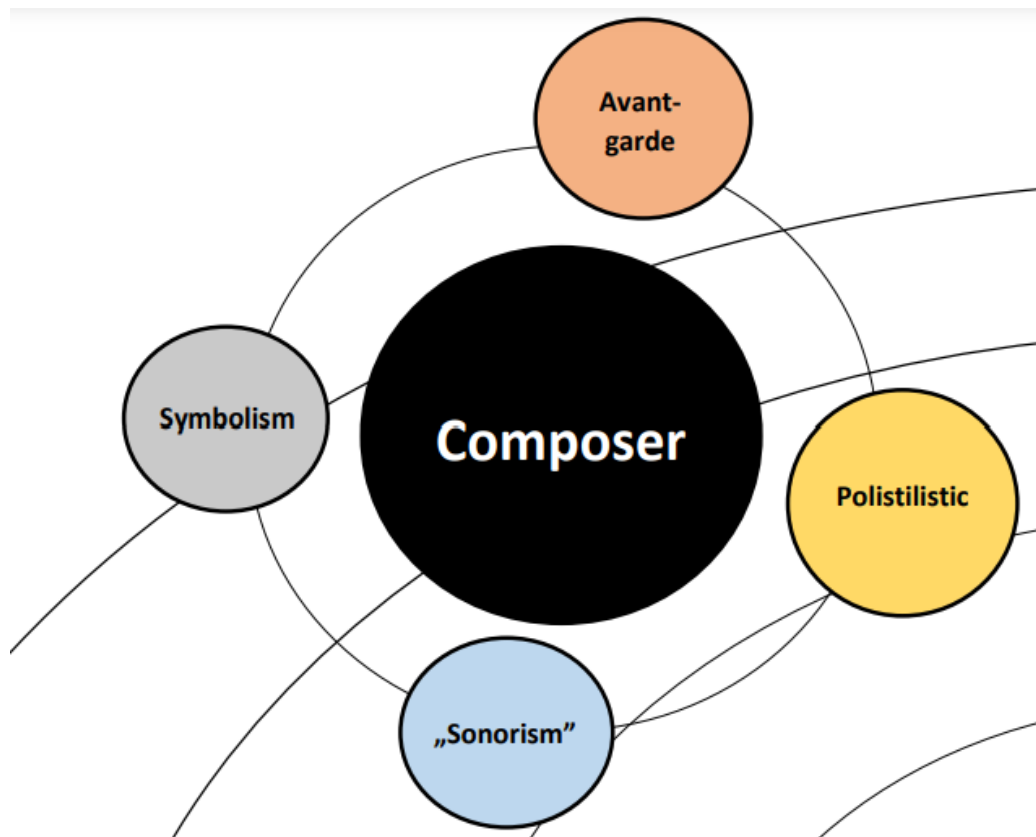 Avant-
garde
Symbolism
Composer
Polistilistic
„Sonorism”